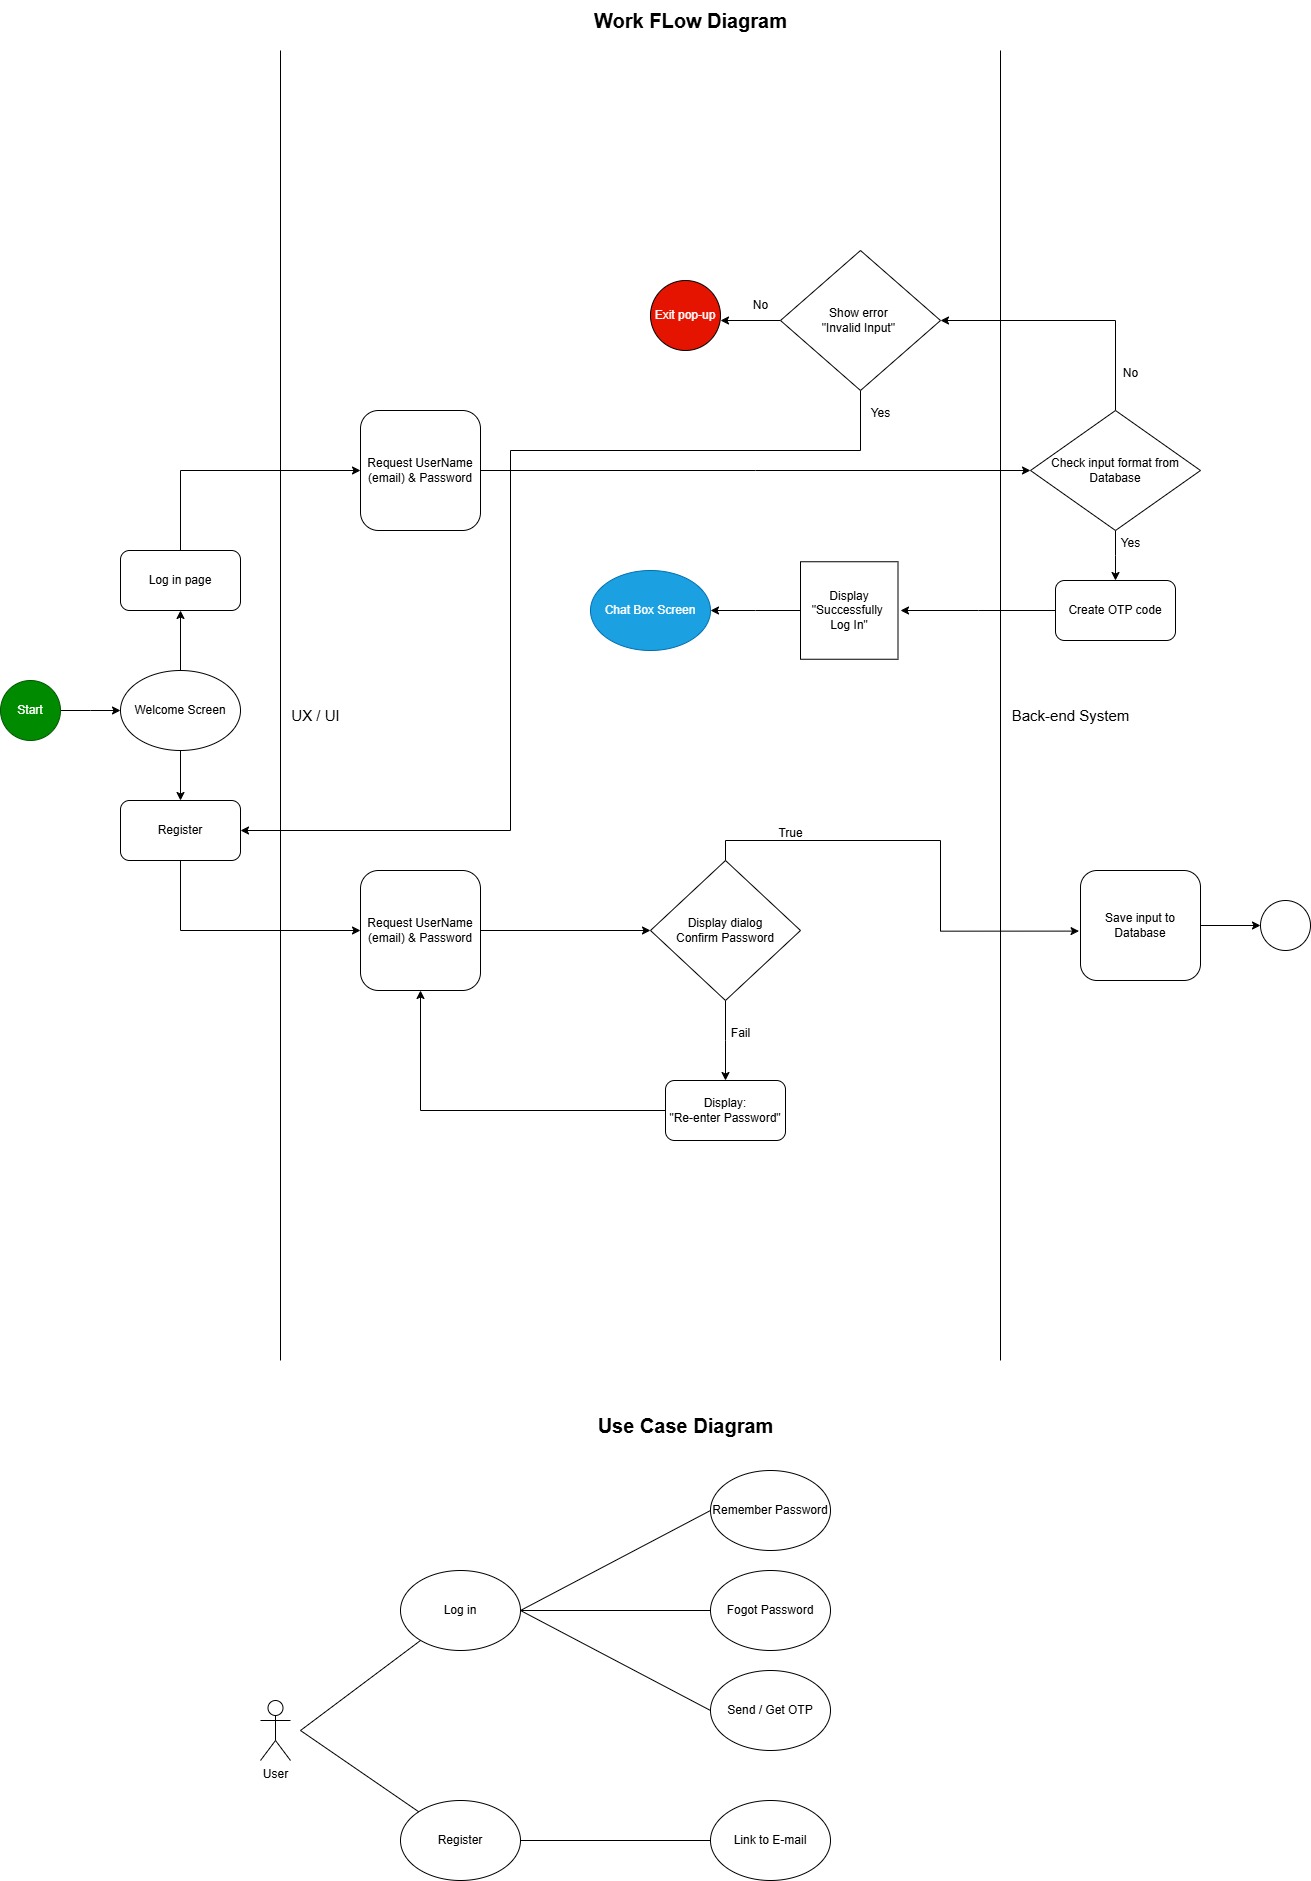 Work FLow Diagram
Show error
"Invalid Input"
No
Exit pop-up
Yes
No
Request UserName
(email) & Password
Check input format from
Database
Yes
Log in page
Create OTP code
Display
"Successfully
Log In"
Chat Box Screen
Start
Welcome Screen
UX / UI
Back-end System
Register
True
Request UserName
(email) & Password
Display dialog
Confirm Password
Save input to
Database
Fail
Display:
"Re-enter Password"
Use Case Diagram
Remember Password
Log in
Fogot Password
Send / Get OTP
User
Register
Link to E-mail